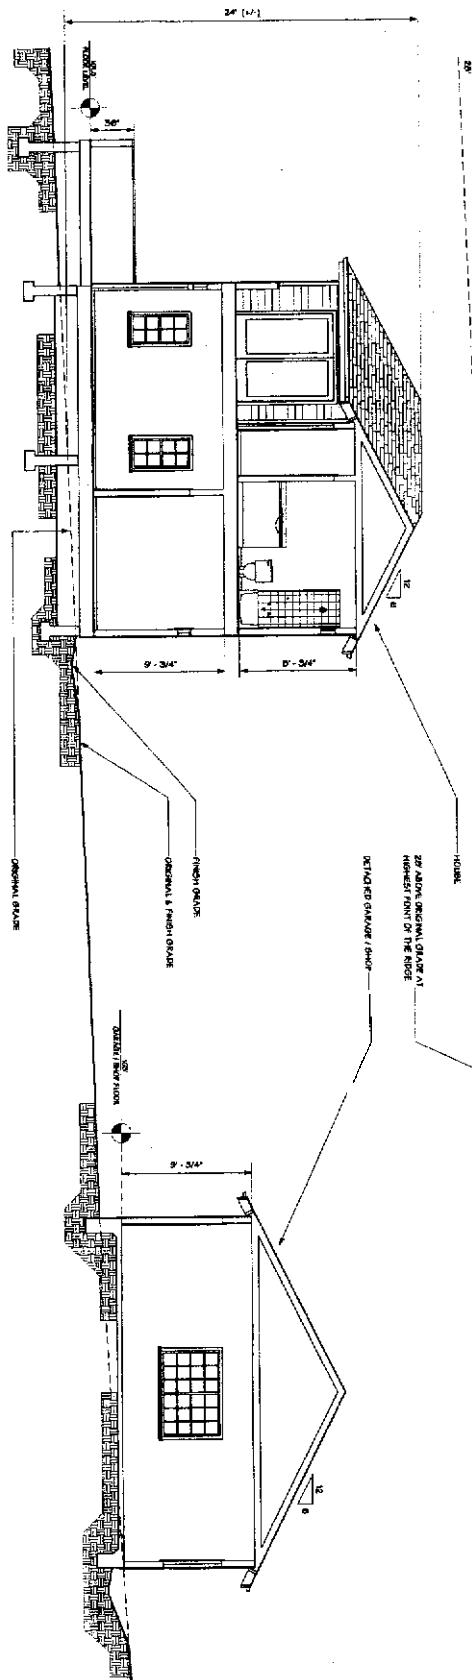 28'
24' (+/-)
FLOOR LEVEL
36"
12
6
9' - 3/4"
8' - 3/4"
HOUSE
28' ABOVE ORIGINAL GRADE AT
HIGHEST POINT OF THE RIDGE
DETACHED GARAGE / SHOP
FINISH GRADE
ORIGINAL & FINISH GRADE
ORIGINAL GRADE
GARAGE / SHOP FLOOR
9' - 3/4"
12
6